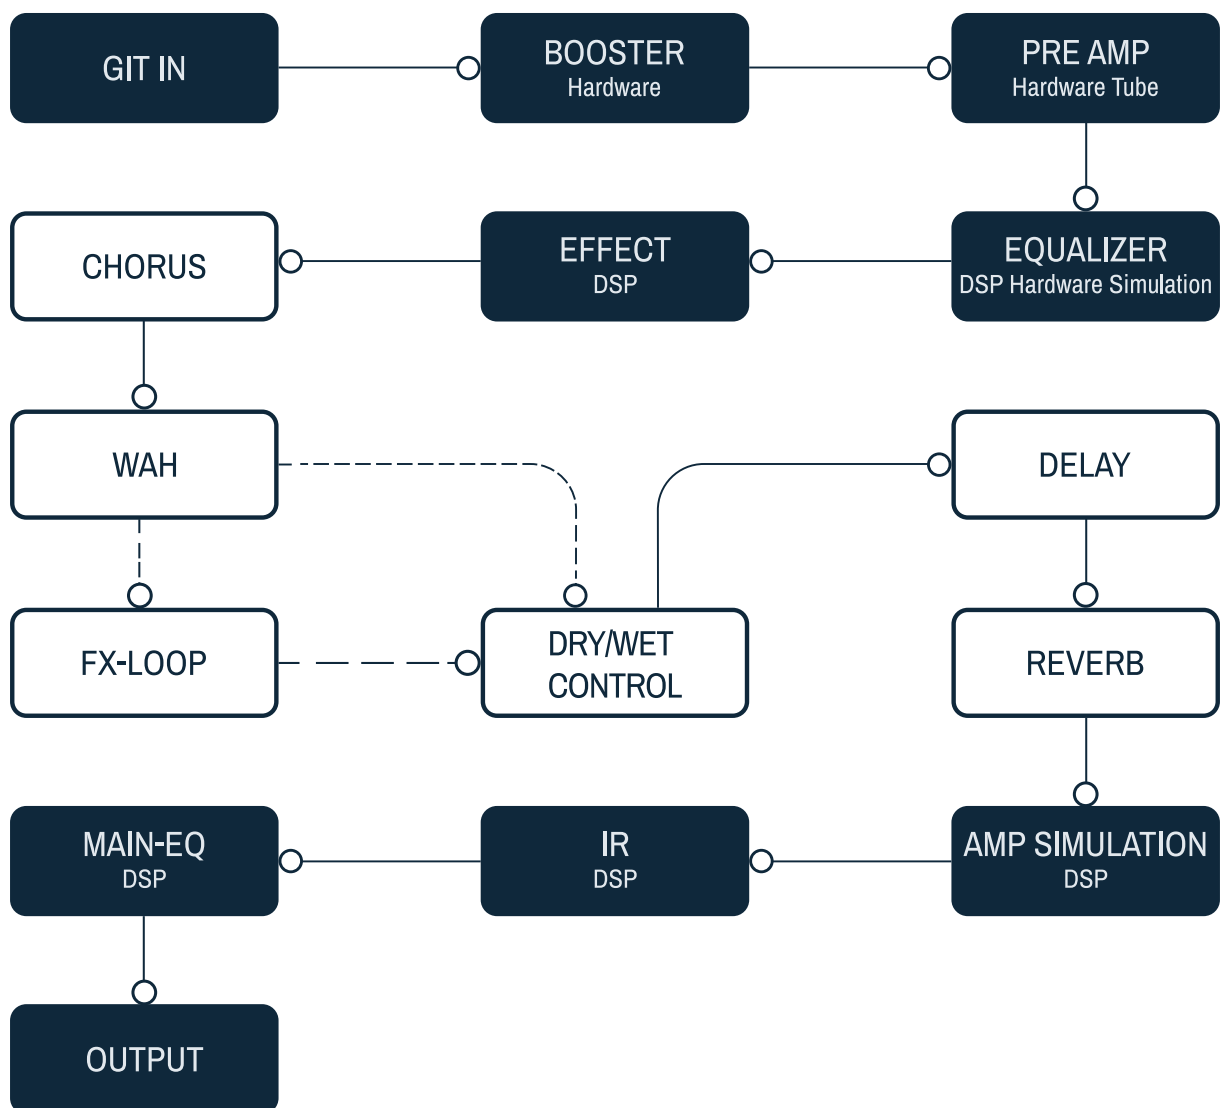 GIT IN
BOOSTER
Hardware
PRE AMP
Hardware Tube
CHORUS
EFFECT
DSP
EQUALIZER
DSP Hardware Simulation
WAH
DELAY
FX-LOOP
DRY/WET
CONTROL
REVERB
MAIN-EQ
DSP
IR
DSP
AMP SIMULATION
DSP
OUTPUT